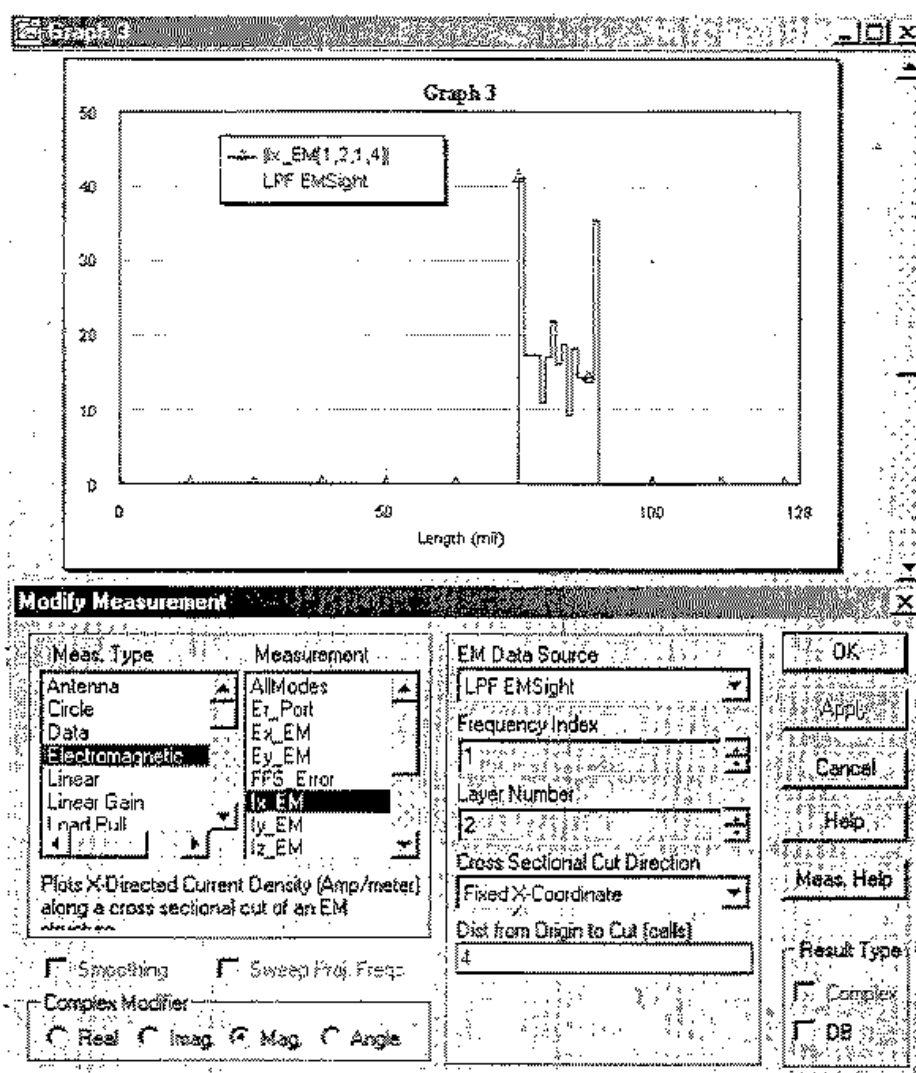 Graph 3
Graph 3
50
|Ix_EM[1,2,1,4]|
LPF EMSight
40
30
20
10
0
0
50
100
128
Length (mil)
Modify Measurement
Meas. Type
Measurement
Antenna
Circle
Data
Electromagnetic
Linear
Linear Gain
Load Pull
AllModes
Er_Port
Ex_EM
Ey_EM
FFS_Error
Ix_EM
Iy_EM
Iz_EM
Plots X-Directed Current Density (Amp/meter)
along a cross sectional cut of an EM
Smoothing
Sweep Proj. Freqs
Complex Modifier
Real
Imag.
Mag.
Angle
EM Data Source
LPF EMSight
Frequency Index
1
Layer Number
2
Cross Sectional Cut Direction
Fixed X-Coordinate
Dist from Origin to Cut [cells]
4
OK
Apply
Cancel
Help
Meas. Help
Result Type
Complex
DB